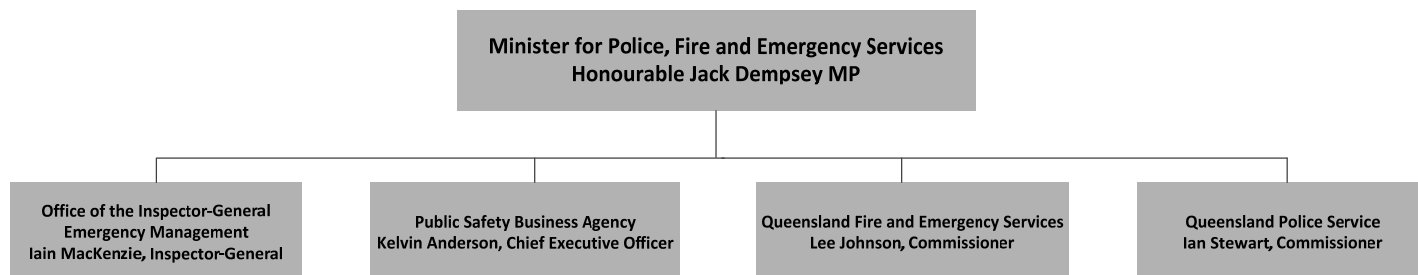 Minister for Police, Fire and Emergency Services
Honourable Jack Dempsey MP
Office of the Inspector-General
Emergency Management
Iain MacKenzie, Inspector-General
Public Safety Business Agency
Kelvin Anderson, Chief Executive Officer
Queensland Fire and Emergency Services
Lee Johnson, Commissioner
Queensland Police Service
Ian Stewart, Commissioner